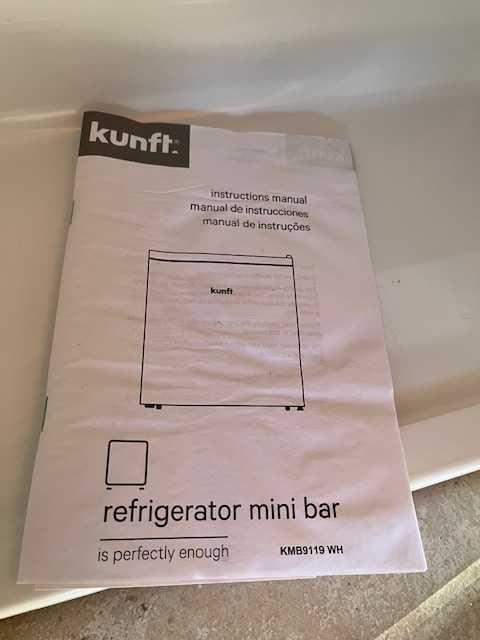 kunft.
instructions manual
manual de instrucciones
manual de instruções
kunft
refrigerator mini bar
is perfectly enough
KMB9119 WH